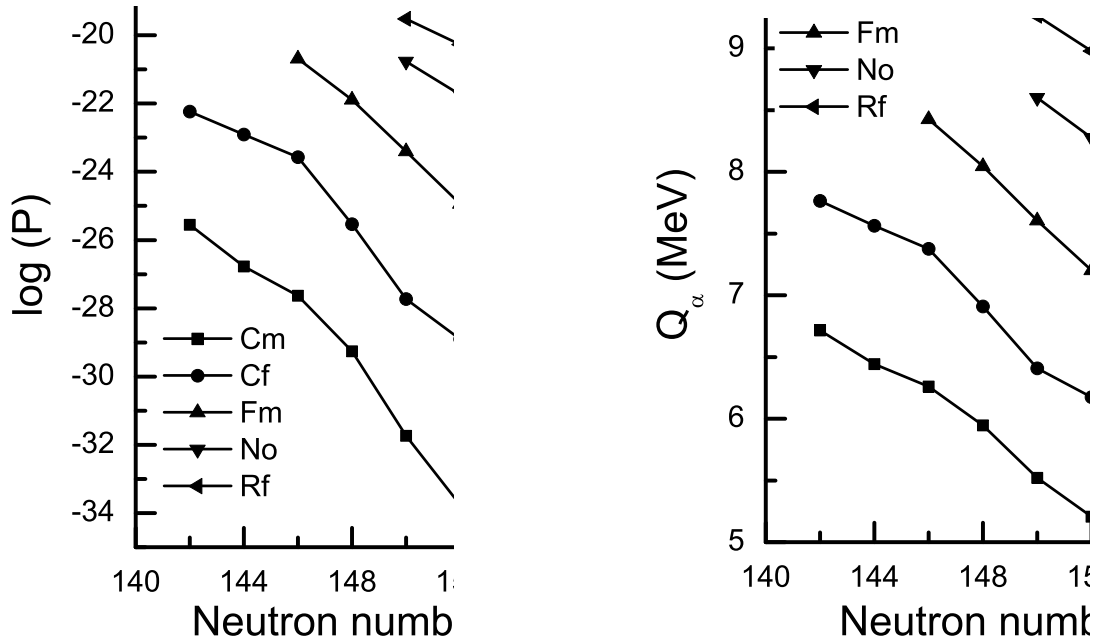 log (P)
-20
-22
-24
-26
-28
-30
-32
-34
Cm
Cf
Fm
No
Rf
140
144
148
Neutron numb
Qα (MeV)
9
8
7
6
5
Fm
No
Rf
140
144
148
Neutron numb